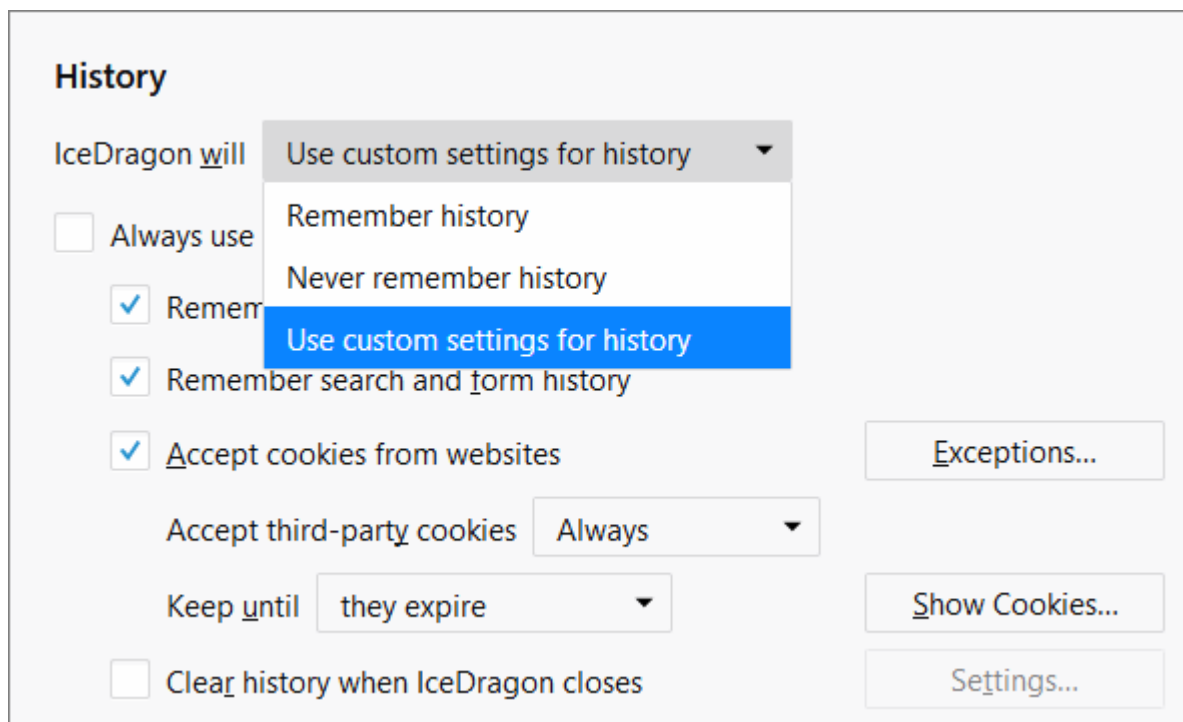 History
IceDragon will Use custom settings for history
Remember history
Always use
Never remember history
Remem
Use custom settings for history
Remember search and form history
Accept cookies from websites Exceptions...
Accept third-party cookies Always
Keep until they expire Show Cookies...
Clear history when IceDragon closes Settings...